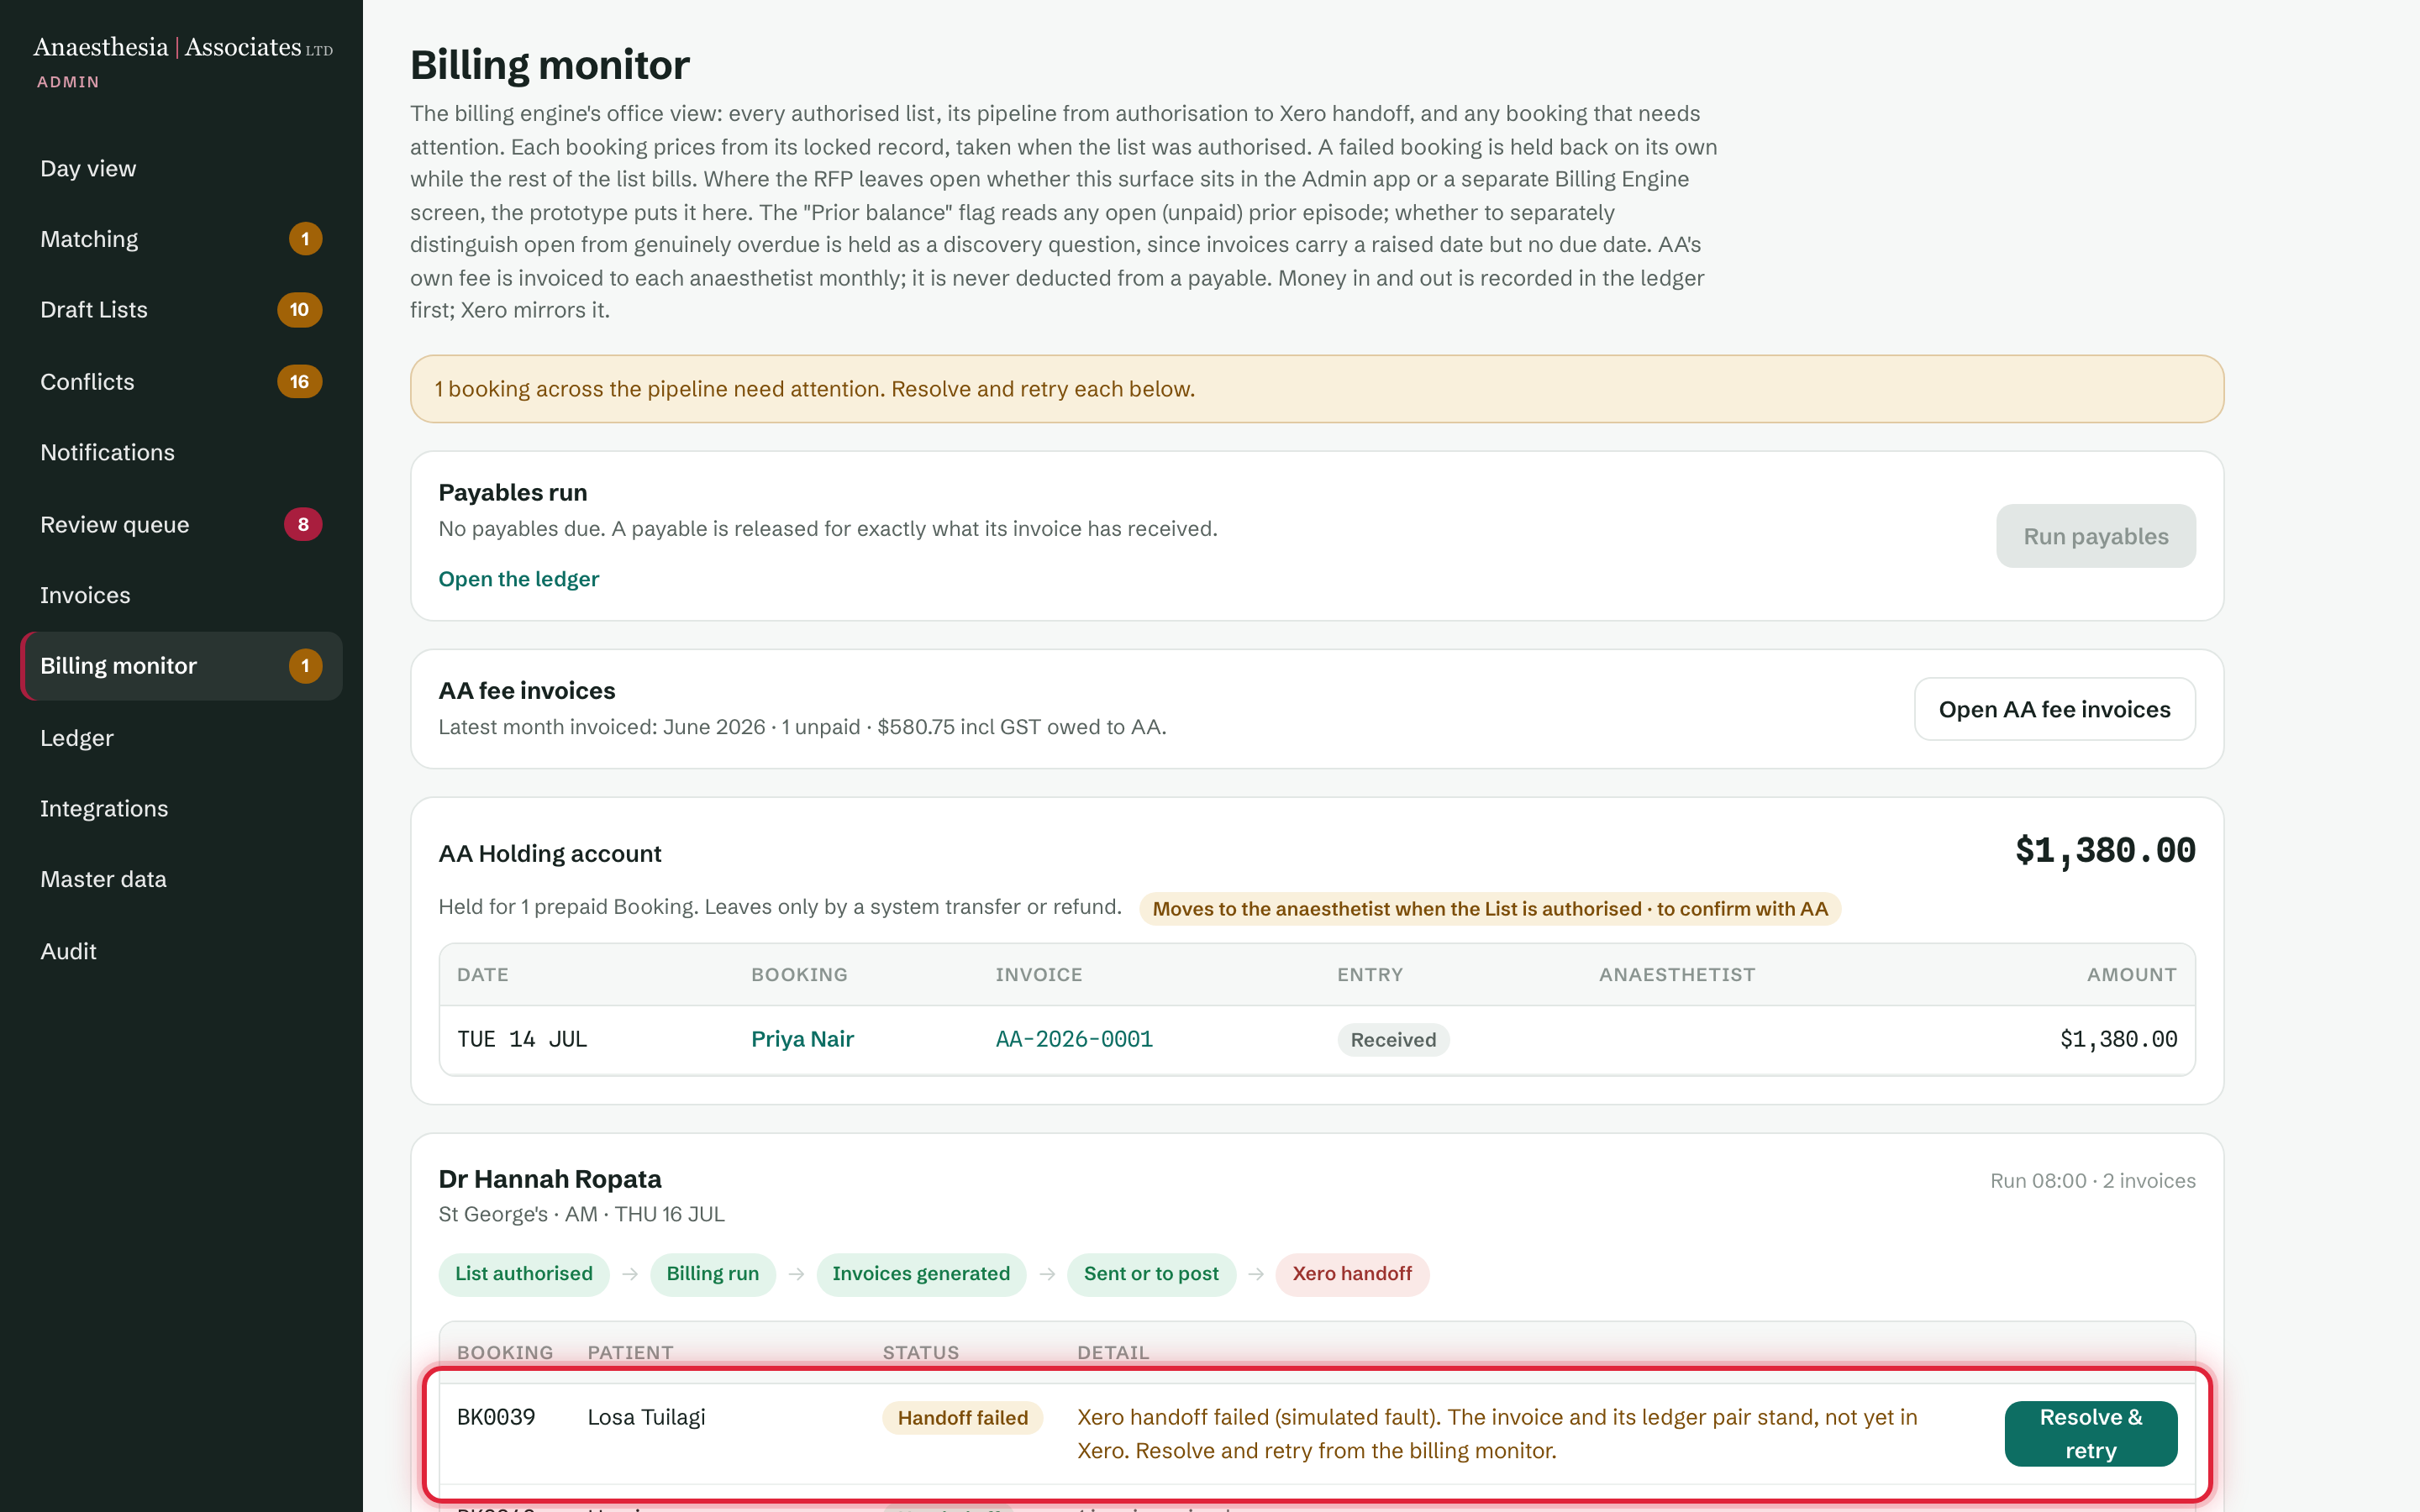 Anaesthesia | Associates LTD
ADMIN
Day view
Matching 1
Draft Lists 10
Conflicts 16
Notifications
Review queue 8
Invoices
Billing monitor 1
Ledger
Integrations
Master data
Audit
Billing monitor
The billing engine's office view: every authorised list, its pipeline from authorisation to Xero handoff, and any booking that needs
attention. Each booking prices from its locked record, taken when the list was authorised. A failed booking is held back on its own
while the rest of the list bills. Where the RFP leaves open whether this surface sits in the Admin app or a separate Billing Engine
screen, the prototype puts it here. The "Prior balance" flag reads any open (unpaid) prior episode; whether to separately
distinguish open from genuinely overdue is held as a discovery question, since invoices carry a raised date but no due date. AA's
own fee is invoiced to each anaesthetist monthly; it is never deducted from a payable. Money in and out is recorded in the ledger
first; Xero mirrors it.
1 booking across the pipeline need attention. Resolve and retry each below.
Payables run
No payables due. A payable is released for exactly what its invoice has received.
Run payables
Open the ledger
AA fee invoices
Latest month invoiced: June 2026 · 1 unpaid · $580.75 incl GST owed to AA.
Open AA fee invoices
AA Holding account
$1,380.00
Held for 1 prepaid Booking. Leaves only by a system transfer or refund. Moves to the anaesthetist when the List is authorised · to confirm with AA
DATE BOOKING INVOICE ENTRY ANAESTHETIST AMOUNT
TUE 14 JUL Priya Nair AA-2026-0001 Received $1,380.00
Dr Hannah Ropata
Run 08:00 · 2 invoices
St George's · AM · THU 16 JUL
List authorised → Billing run → Invoices generated → Sent or to post → Xero handoff
BOOKING PATIENT STATUS DETAIL
BK0039 Losa Tuilagi Handoff failed Xero handoff failed (simulated fault). The invoice and its ledger pair stand, not yet in
Xero. Resolve and retry from the billing monitor.
Resolve &
retry